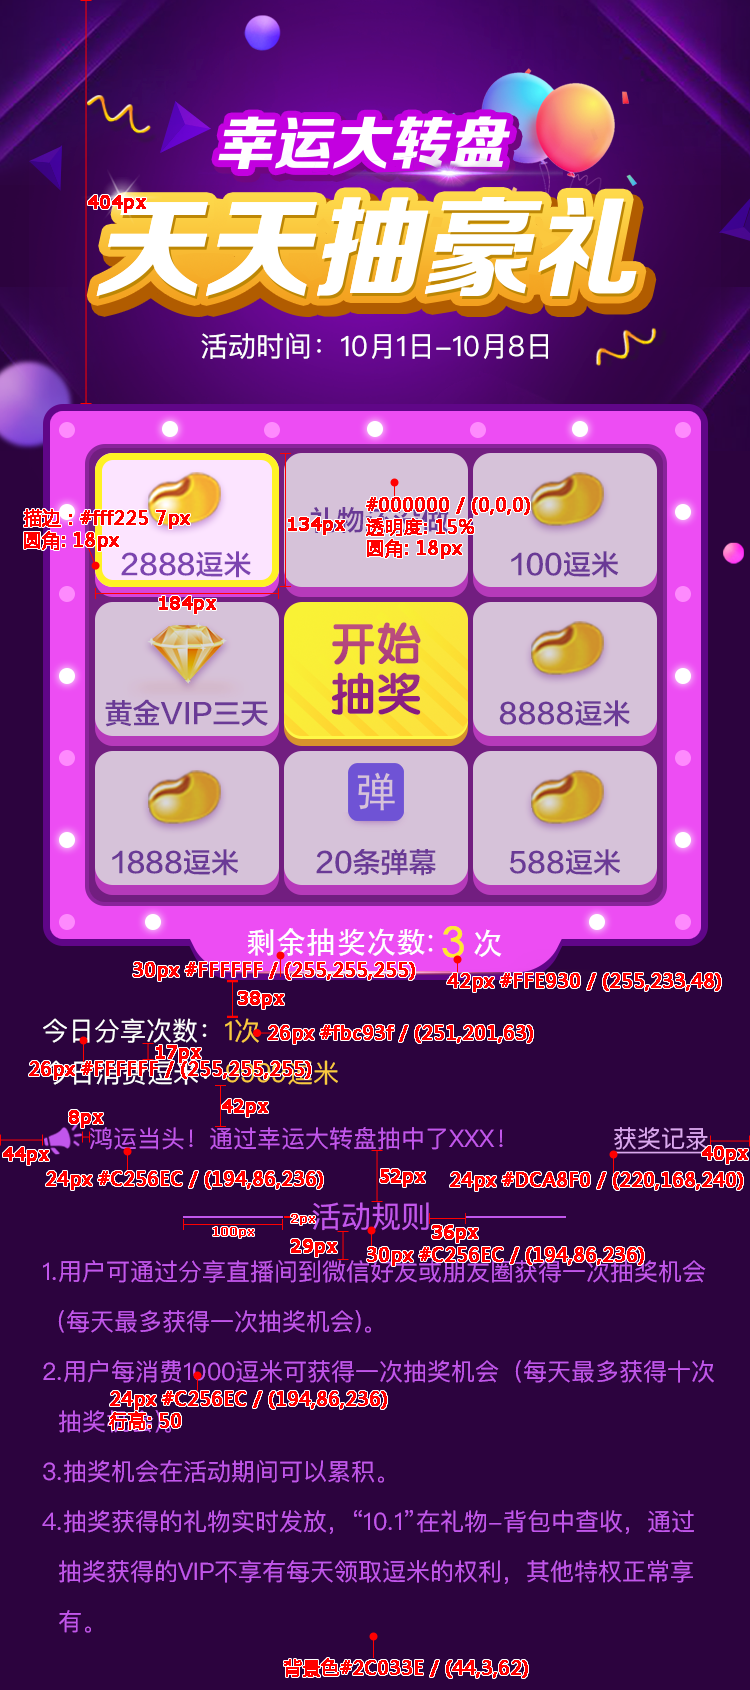 幸运大转盘
404px
天天抽豪礼
活动时间：10月1日-10月8日
描边：#fff225 7px
圆角: 18px
2888逗米
134px
礼物
#000000 / (0,0,0)
透明度: 15%
圆角: 18px
100逗米
184px
黄金VIP三天
开始
抽奖
8888逗米
1888逗米
弹
20条弹幕
588逗米
剩余抽奖次数: 3 次
30px #FFFFFF / (255,255,255)
42px #FFE930 / (255,233,48)
38px
今日分享次数：1次
26px #fbc93f / (251,201,63)
17px
26px #FEFEFF / (255,255,255)
今日消费逗米：逗米
42px
8px
鸿运当头！通过幸运大转盘抽中了XXX！
获奖记录
44px
40px
24px #C256EC / (194,86,236)
52px
24px #DCA8F0 / (220,168,240)
活动规则
100px
2px
36px
29px
30px #C256EC / (194,86,236)
1.用户可通过分享直播间到微信好友或朋友圈获得一次抽奖机会
(每天最多获得一次抽奖机会)。
2.用户每消费1000逗米可获得一次抽奖机会（每天最多获得十次
24px #C256EC / (194,86,236)
抽奖
行高: 50
3.抽奖机会在活动期间可以累积。
4.抽奖获得的礼物实时发放，“10.1”在礼物-背包中查收，通过
抽奖获得的VIP不享有每天领取逗米的权利，其他特权正常享
有。
背景色#2C033E / (44,3,62)